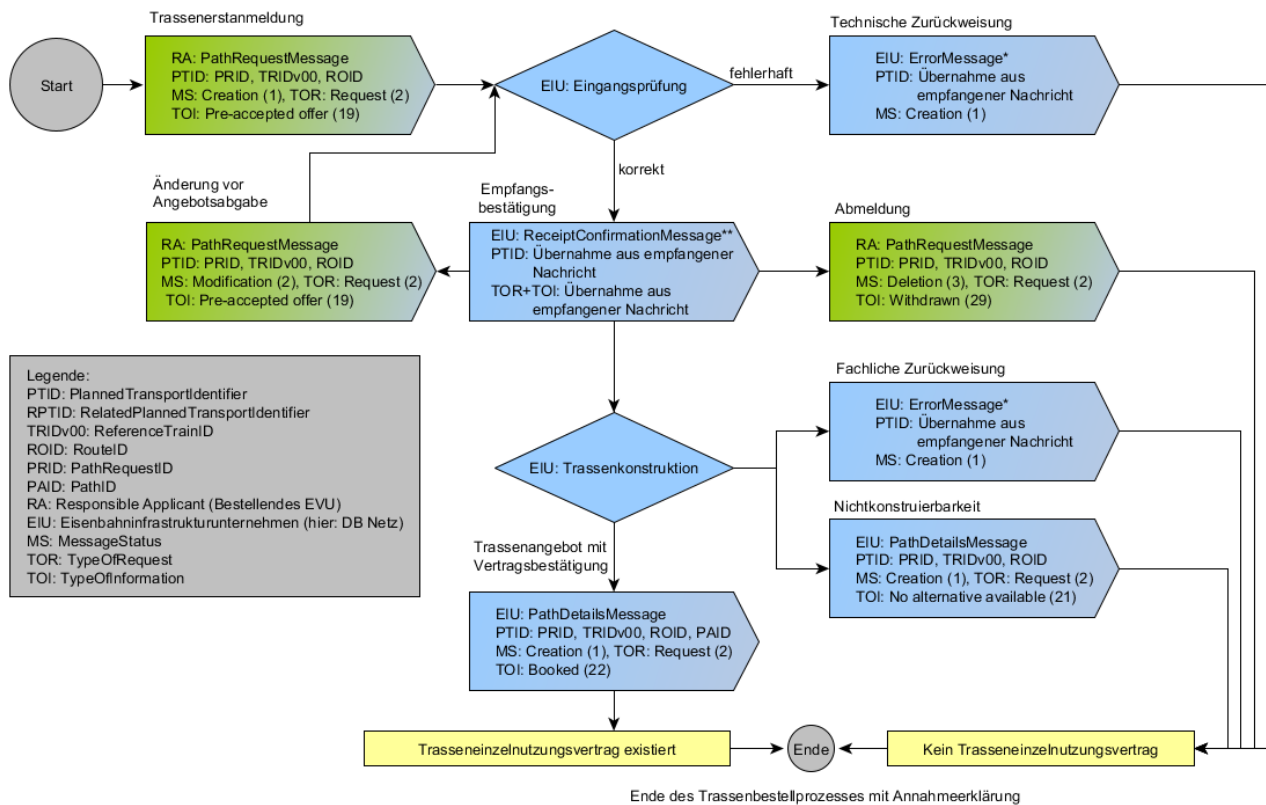 Trassenerstanmeldung
Start
RA: PathRequestMessage
PTID: PRID, TRIDv00, ROID
MS: Creation (1), TOR: Request (2)
TOI: Pre-accepted offer (19)
EIU: Eingangsprüfung
fehlerhaft
Technische Zurückweisung
EIU: ErrorMessage*
PTID: Übernahme aus
empfangener Nachricht
MS: Creation (1)
korrekt
Änderung vor
Angebotsabgabe
RA: PathRequestMessage
PTID: PRID, TRIDv00, ROID
MS: Modification (2), TOR: Request (2)
TOI: Pre-accepted offer (19)
Empfangs-
bestätigung
EIU: ReceiptConfirmationMessage**
PTID: Übernahme aus empfangener
Nachricht
TOR+TOI: Übernahme aus
empfangener Nachricht
Abmeldung
RA: PathRequestMessage
PTID: PRID, TRIDv00, ROID
MS: Deletion (3), TOR: Request (2)
TOI: Withdrawn (29)
Legende:
PTID: PlannedTransportIdentifier
RPTID: RelatedPlannedTransportIdentifier
TRIDv00: ReferenceTrainID
ROID: RouteID
PRID: PathRequestID
PAID: PathID
RA: Responsible Applicant (Bestellendes EVU)
EIU: Eisenbahninfrastrukturunternehmen (hier: DB Netz)
MS: MessageStatus
TOR: TypeOfRequest
TOI: TypeOfInformation
EIU: Trassenkonstruktion
Fachliche Zurückweisung
EIU: ErrorMessage*
PTID: Übernahme aus
empfangener Nachricht
MS: Creation (1)
Nichtkonstruierbarkeit
EIU: PathDetailsMessage
PTID: PRID, TRIDv00, ROID
MS: Creation (1), TOR: Request (2)
TOI: No alternative available (21)
Trassenangebot mit
Vertragsbestätigung
EIU: PathDetailsMessage
PTID: PRID, TRIDv00, ROID, PAID
MS: Creation (1), TOR: Request (2)
TOI: Booked (22)
Trasseneinzelnutzungsvertrag existiert
Ende
Kein Trasseneinzelnutzungsvertrag
Ende des Trassenbestellprozesses mit Annahmeerklärung